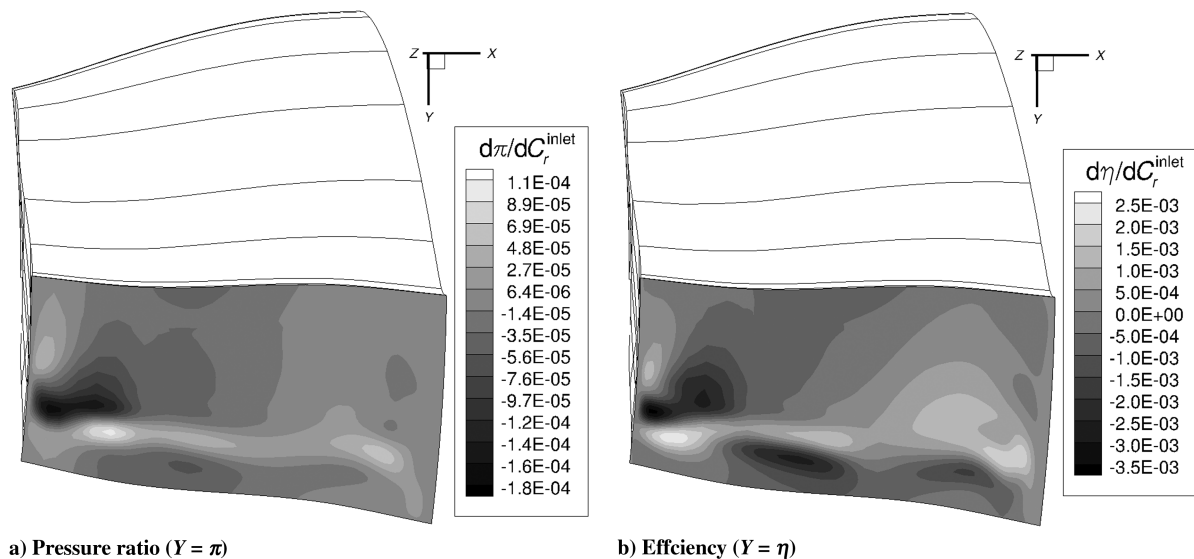 Z X
Y
dπ/dC_r^inlet
1.1E-04
8.9E-05
6.9E-05
4.8E-05
2.7E-05
6.4E-06
-1.4E-05
-3.5E-05
-5.6E-05
-7.6E-05
-9.7E-05
-1.2E-04
-1.4E-04
-1.6E-04
-1.8E-04
a) Pressure ratio (Y = π)
Z X
Y
dη/dC_r^inlet
2.5E-03
2.0E-03
1.5E-03
1.0E-03
5.0E-04
0.0E+00
-5.0E-04
-1.0E-03
-1.5E-03
-2.0E-03
-2.5E-03
-3.0E-03
-3.5E-03
b) Effciency (Y = η)